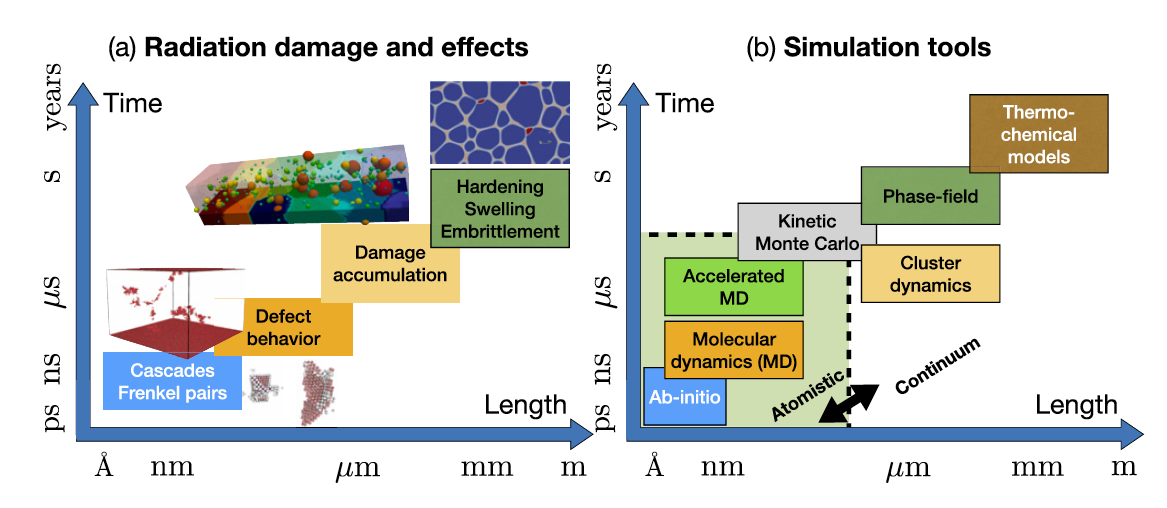 (a) Radiation damage and effects
years
s
μs
ns
ps
Time
Hardening
Swelling
Embrittlement
Damage
accumulation
Defect
behavior
Cascades
Frenkel pairs
Length
Å nm μm mm m
(b) Simulation tools
years
s
μs
ns
ps
Time
Thermo-
chemical
models
Phase-field
Kinetic
Monte Carlo
Cluster
dynamics
Accelerated
MD
Molecular
dynamics (MD)
Ab-initio
Atomistic
Continuum
Length
Å nm μm mm m